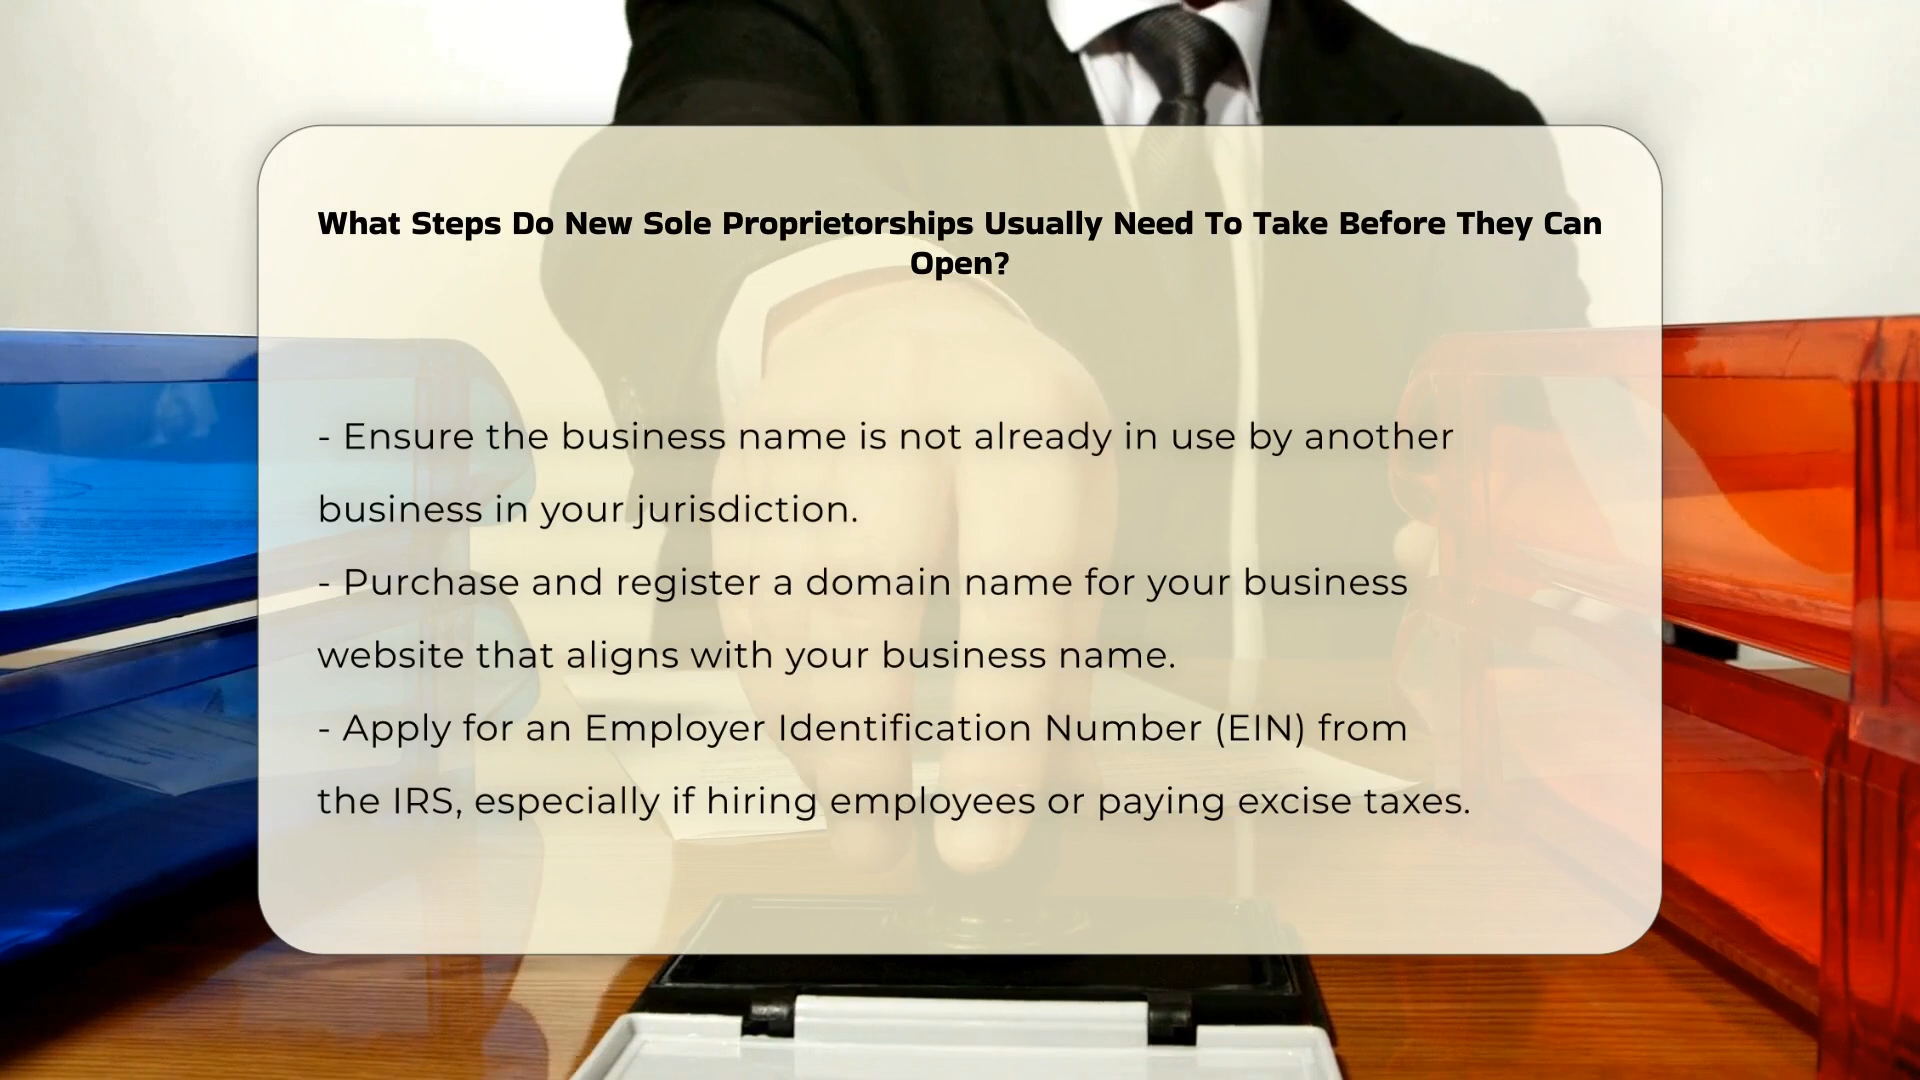 What Steps Do New Sole Proprietorships Usually Need To Take Before They Can
Open?
- Ensure the business name is not already in use by another
business in your jurisdiction.
- Purchase and register a domain name for your business
website that aligns with your business name.
- Apply for an Employer Identification Number (EIN) from
the IRS, especially if hiring employees or paying excise taxes.